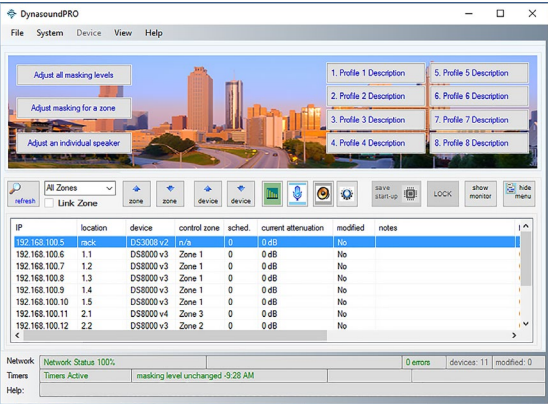 DynasoundPRO
File System Device View Help
Adjust all masking levels
Adjust masking for a zone
Adjust an individual speaker
1. Profile 1 Description
5. Profile 5 Description
2. Profile 2 Description
6. Profile 6 Description
3. Profile 3 Description
7. Profile 7 Description
4. Profile 4 Description
8. Profile 8 Description
refresh
All Zones
Link Zone
zone
zone
device
device
save start-up
LOCK
show monitor
hide menu
IP location device control zone sched. current attenuation modified notes
192.168.100.5 rack DS3008 v2 n/a 0 0 dB No
192.168.100.6 1.1 DS8000 v3 Zone 1 0 0 dB No
192.168.100.7 1.2 DS8000 v3 Zone 1 0 0 dB No
192.168.100.8 1.3 DS8000 v3 Zone 1 0 0 dB No
192.168.100.9 1.4 DS8000 v3 Zone 1 0 0 dB No
192.168.100.10 1.5 DS8000 v3 Zone 1 0 0 dB No
192.168.100.11 2.1 DS8000 v4 Zone 3 0 0 dB No
192.168.100.12 2.2 DS8000 v3 Zone 2 0 0 dB No
Network Network Status 100% 0 errors devices: 11 modified: 0
Timers Timers Active masking level unchanged -9:28 AM
Help: